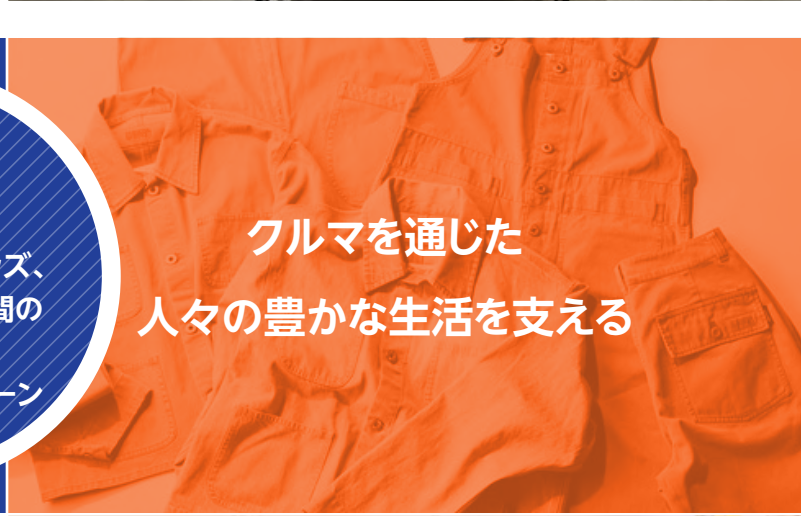 クルマを通じた
人々の豊かな生活を支える
ズ、
間の
ーン